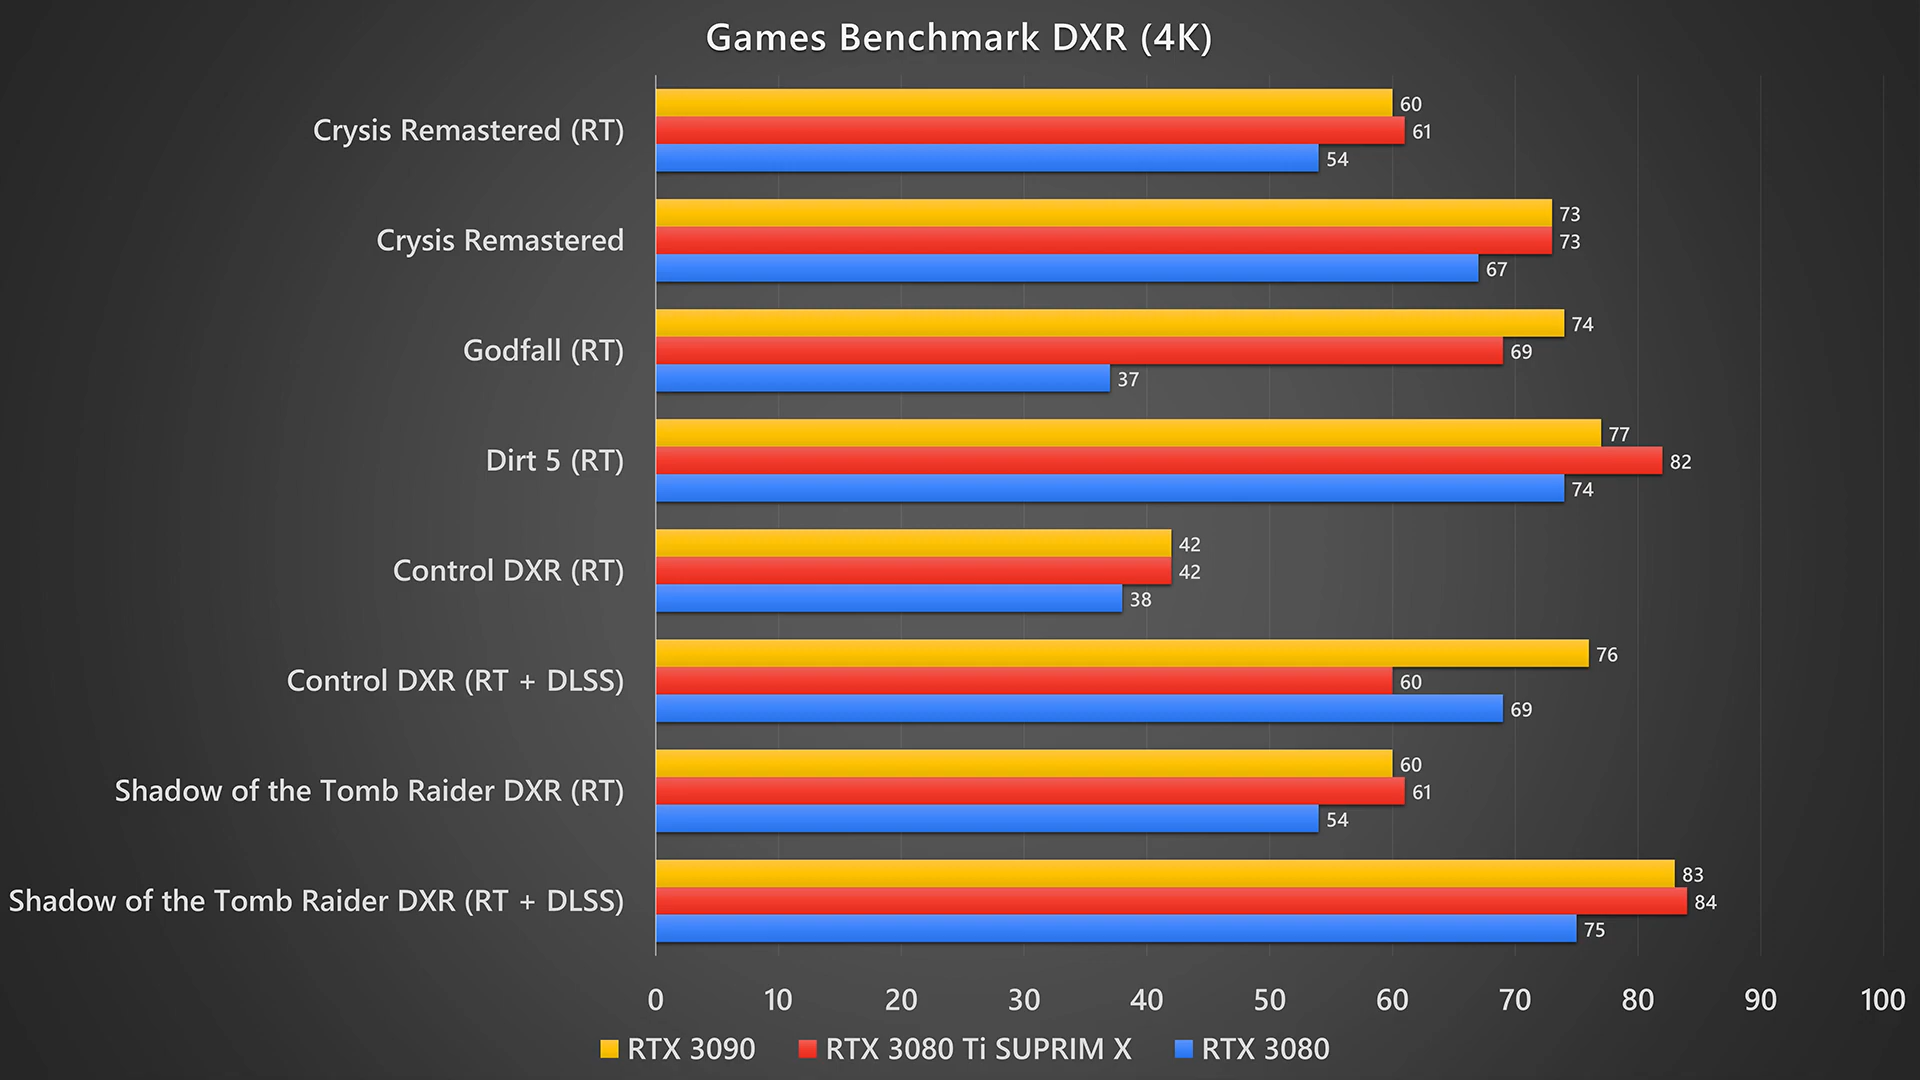 Games Benchmark DXR (4K)
Crysis Remastered (RT)
60
61
54
Crysis Remastered
73
73
67
Godfall (RT)
74
69
37
Dirt 5 (RT)
77
82
74
Control DXR (RT)
42
42
38
Control DXR (RT + DLSS)
76
60
69
Shadow of the Tomb Raider DXR (RT)
60
61
54
Shadow of the Tomb Raider DXR (RT + DLSS)
83
84
75
0 10 20 30 40 50 60 70 80 90 100
RTX 3090 RTX 3080 Ti SUPRIM X RTX 3080